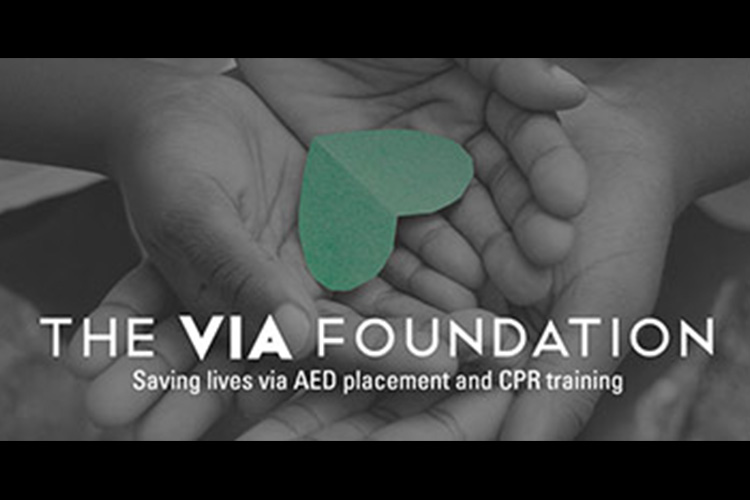 THE VIA FOUNDATION
Saving lives via AED placement and CPR training